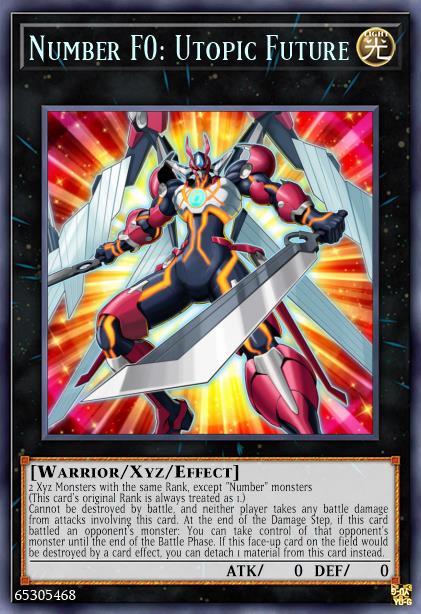 Number F0: Utopic Future
LIGHT
光
[Warrior/Xyz/Effect]
2 Xyz Monsters with the same Rank, except "Number" monsters
(This card's original Rank is always treated as 1.)
Cannot be destroyed by battle, and neither player takes any battle damage
from attacks involving this card. At the end of the Damage Step, if this card
battled an opponent's monster: You can take control of that opponent's
monster until the end of the Battle Phase. If this face-up card on the field would
be destroyed by a card effect, you can detach 1 material from this card instead.
ATK/ 0 DEF/ 0
65305468